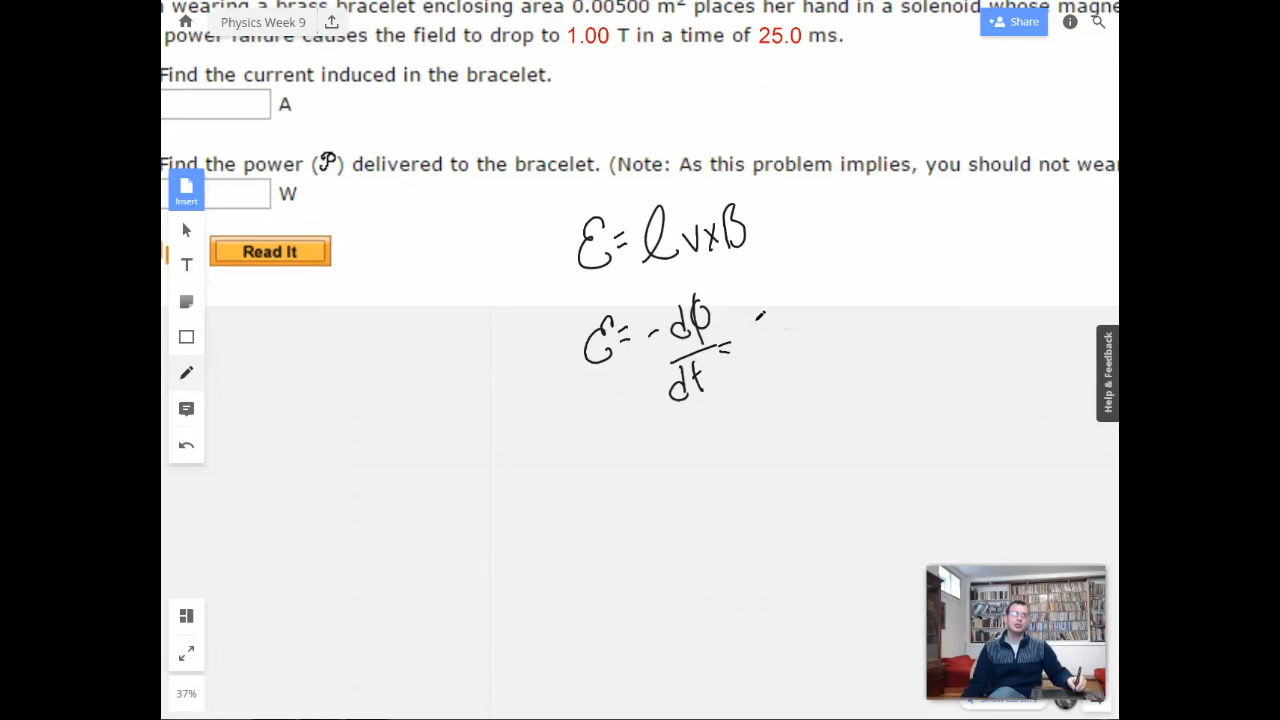 wearing a brass bracelet enclosing area 0.00500 m² places her hand in a solenoid whose magne
Physics Week 9
Share
power failure causes the field to drop to 1.00 T in a time of 25.0 ms.
Find the current induced in the bracelet.
A
Find the power (𝒫) delivered to the bracelet. (Note: As this problem implies, you should not wear
W
Insert
Read It
ℰ = l v x B
T
ℰ = - dϕ/dt =
Help & Feedback
37%